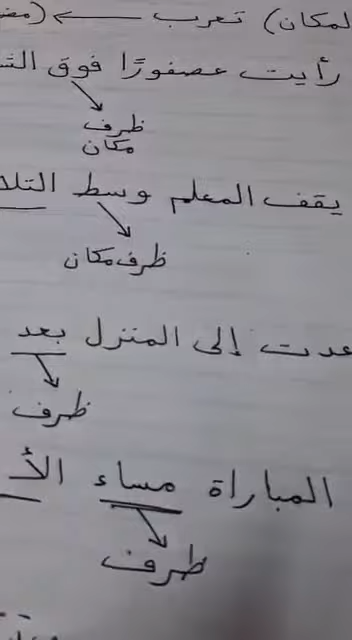 لمكان) تعرب ← (مض
رأيت عصفورًا فوق الش
ظرف
مكان
يقف المعلم وسط التلا
ظرف مكان
عدت إلى المنزل بعد
ظرف
المباراة مساء الأ
ظرف